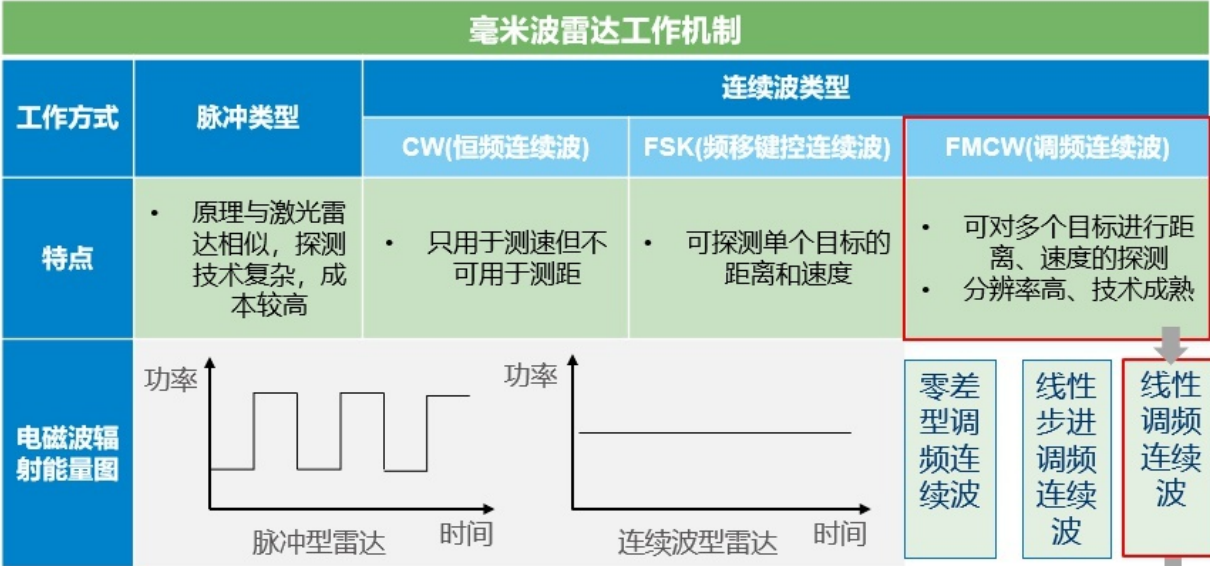 毫米波雷达工作机制
工作方式
脉冲类型
连续波类型
CW(恒频连续波)
FSK(频移键控连续波)
FMCW(调频连续波)
特点
• 原理与激光雷
达相似，探测
技术复杂，成
本较高
• 只用于测速但不
可用于测距
• 可探测单个目标的
距离和速度
• 可对多个目标进行距
离、速度的探测
• 分辨率高、技术成熟
电磁波辐
射能量图
功率
时间
脉冲型雷达
功率
时间
连续波型雷达
零差
型调
频连
续波
线性
步进
调频
连续
波
线性
调频
连续
波